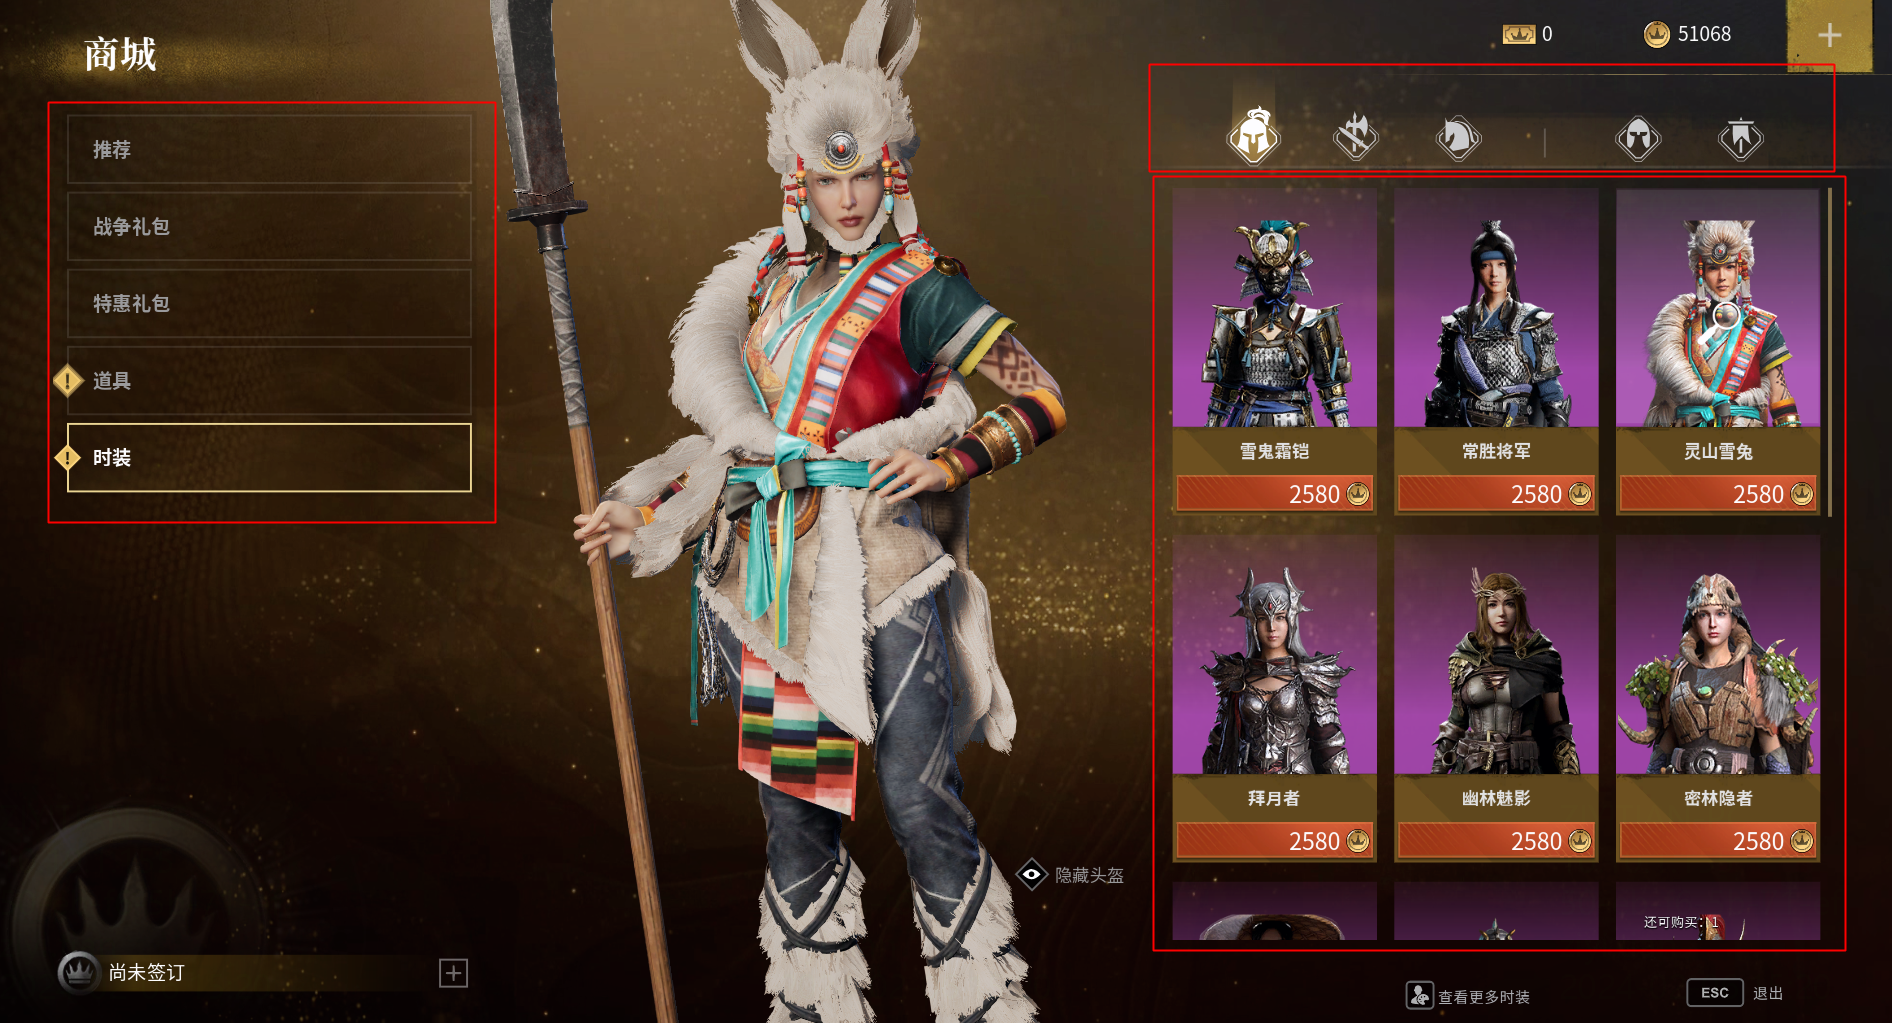 商城
0
51068
推荐
战争礼包
特惠礼包
道具
时装
雪鬼霜铠
常胜将军
灵山雪兔
2580
2580
2580
拜月者
幽林魅影
密林隐者
2580
2580
2580
隐藏头盔
还可购买：1
尚未签订
查看更多时装
ESC 退出